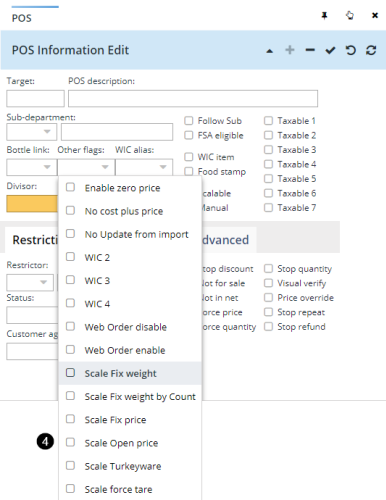 POS
POS Information Edit
Target: POS description:
Sub-department:
Follow Sub Taxable 1
FSA eligible Taxable 2
Taxable 3
Bottle link: Other flags: WIC alias:
WIC item Taxable 4
Food stamp Taxable 5
Divisor:
Scalable Taxable 6
Manual Taxable 7
Enable zero price
No cost plus price
No Update from import
WIC 2
WIC 3
WIC 4
Web Order disable
Web Order enable
Scale Fix weight
Scale Fix weight by Count
Scale Fix price
4 Scale Open price
Scale Turkeyware
Scale force tare
Restricti dvanced
Restrictor:
top discount Stop quantity
Not for sale Visual verify
Status:
Not in net Price override
orce price Stop repeat
orce quantity Stop refund
Customer ag